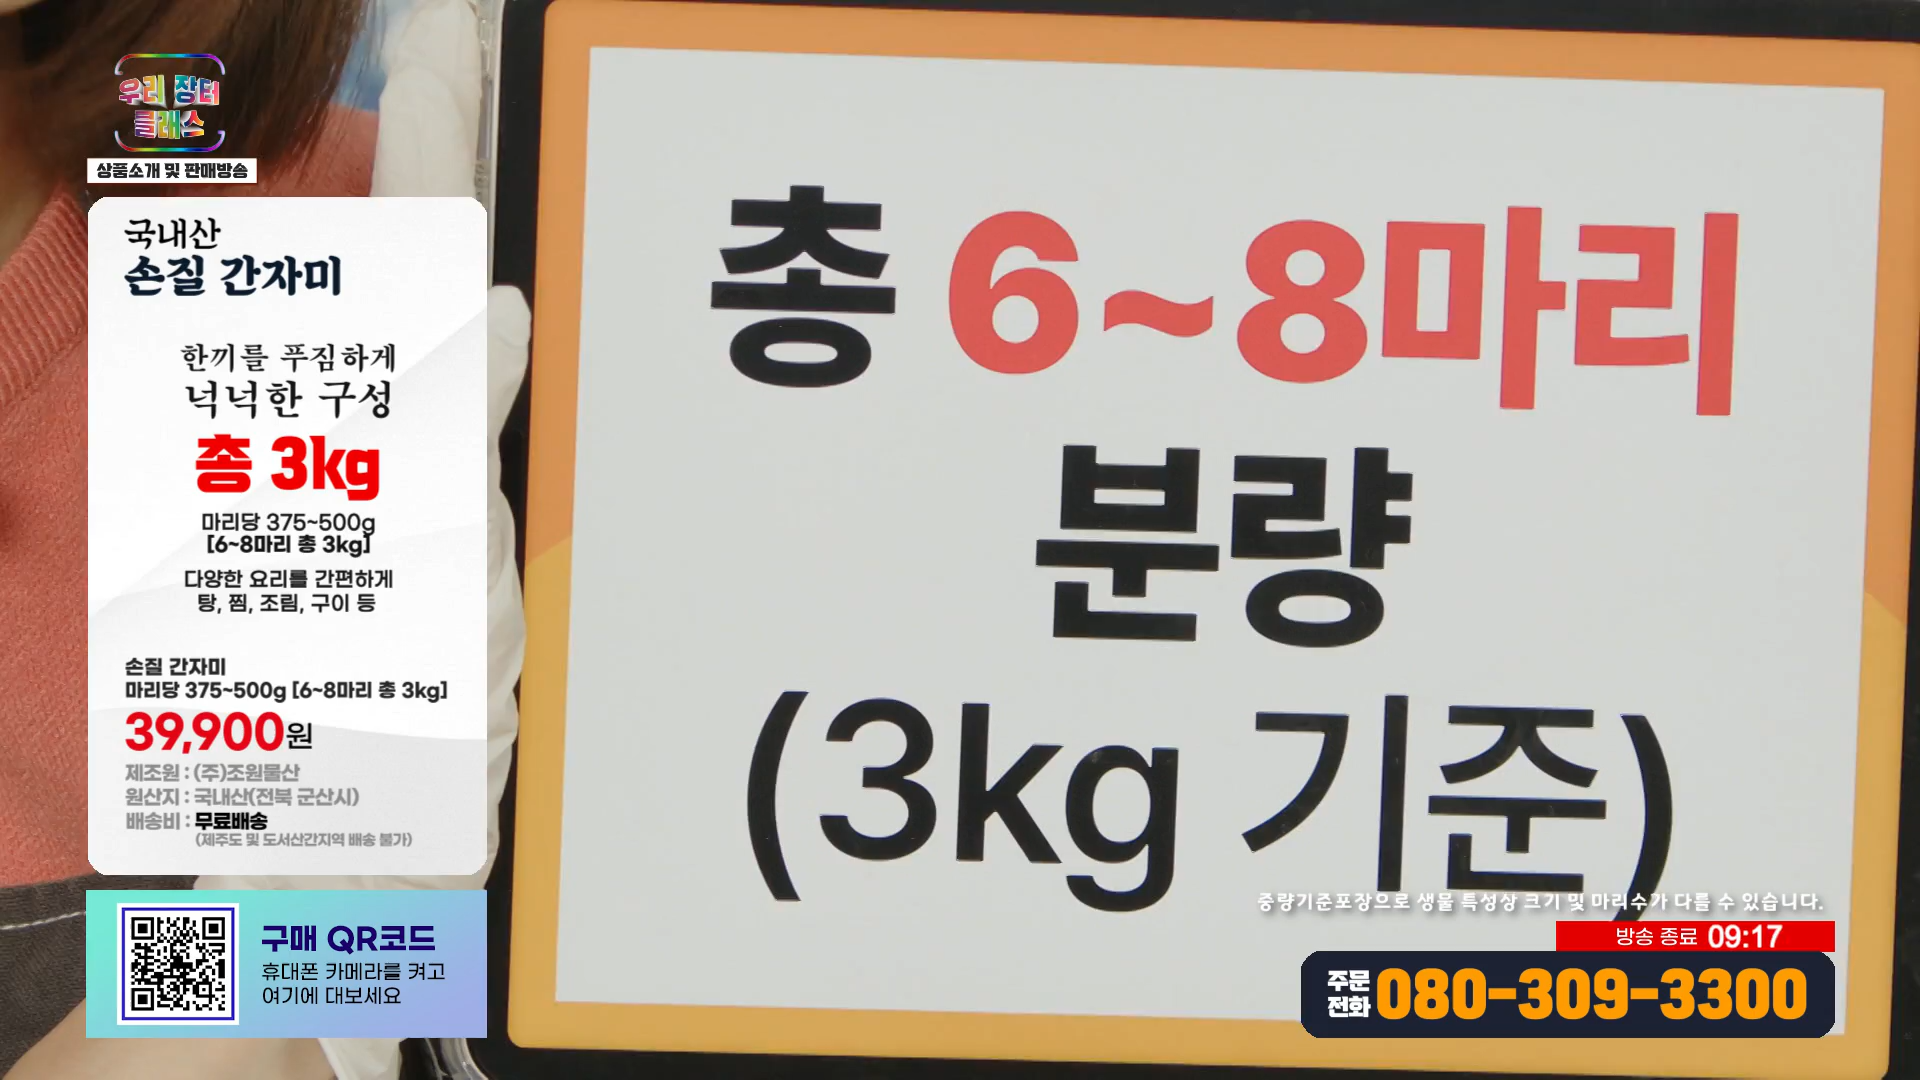 우리 장터
클래스
상품소개 및 판매방송
국내산
손질 간자미
한끼를 푸짐하게
넉넉한 구성
총 3kg
마리당 375~500g
[6~8마리 총 3kg]
다양한 요리를 간편하게
탕, 찜, 조림, 구이 등
손질 간자미
마리당 375~500g [6~8마리 총 3kg]
39,900원
제조원 : (주)조원물산
원산지 : 국내산(전북 군산시)
배송비 : 무료배송
(제주도 및 도서산간지역 배송 불가)
구매 QR코드
휴대폰 카메라를 켜고
여기에 대보세요
총 6~8마리
분량
(3kg 기준)
중량기준포장으로 생물 특성상 크기 및 마리수가 다를 수 있습니다.
방송 종료 09:17
주문
전화 080-309-3300